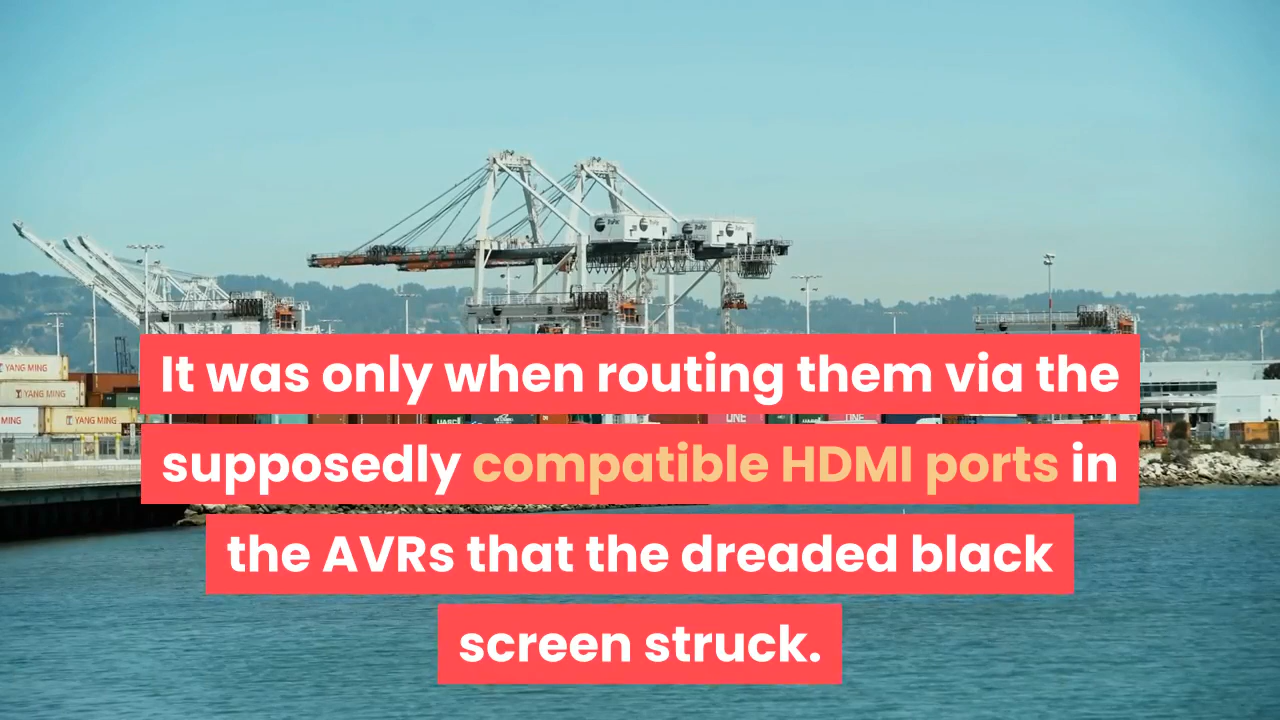 It was only when routing them via the
supposedly compatible HDMI ports in
the AVRs that the dreaded black
screen struck.
YANG MING
YANG MING
MING
YANG MING
ONE
ONE